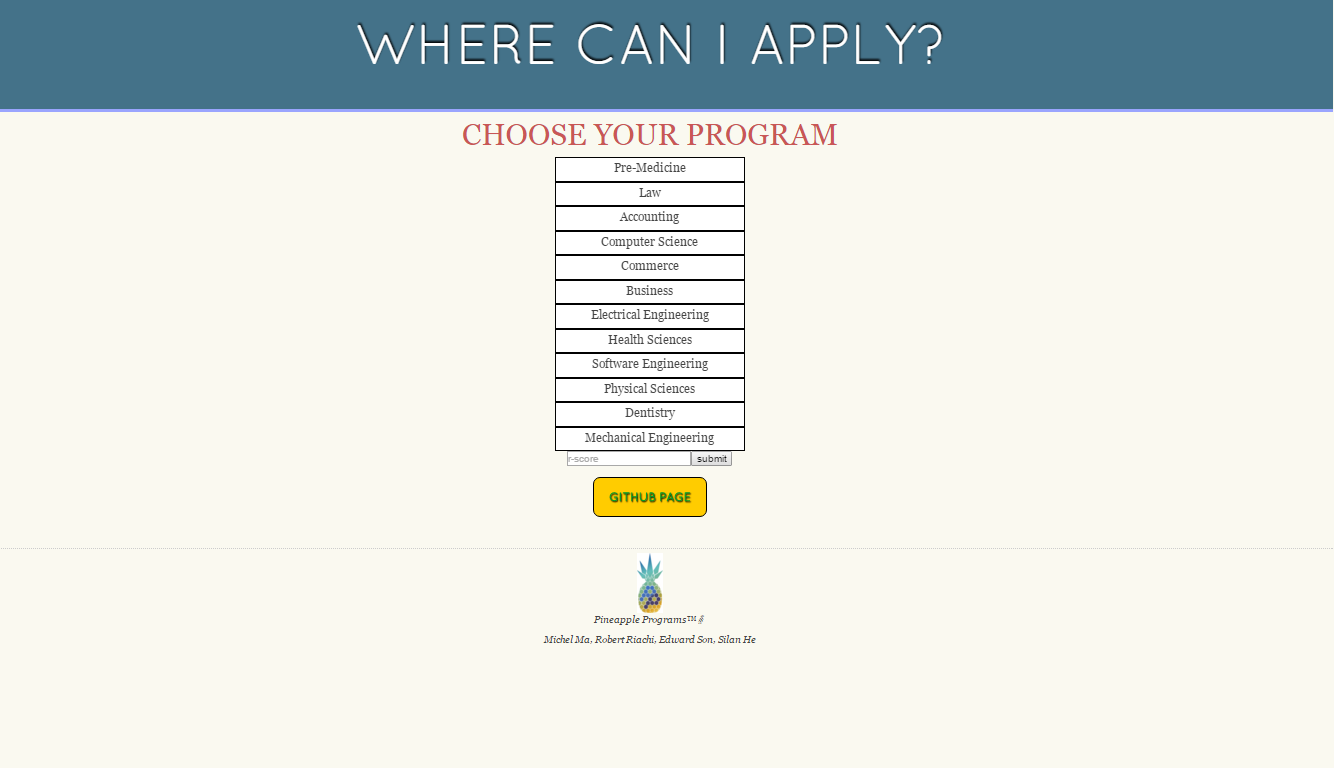 WHERE CAN I APPLY?
CHOOSE YOUR PROGRAM
Pre-Medicine
Law
Accounting
Computer Science
Commerce
Business
Electrical Engineering
Health Sciences
Software Engineering
Physical Sciences
Dentistry
Mechanical Engineering
r-score submit
GITHUB PAGE
Pineapple Programs™
Michel Ma, Robert Riachi, Edward Son, Silan He